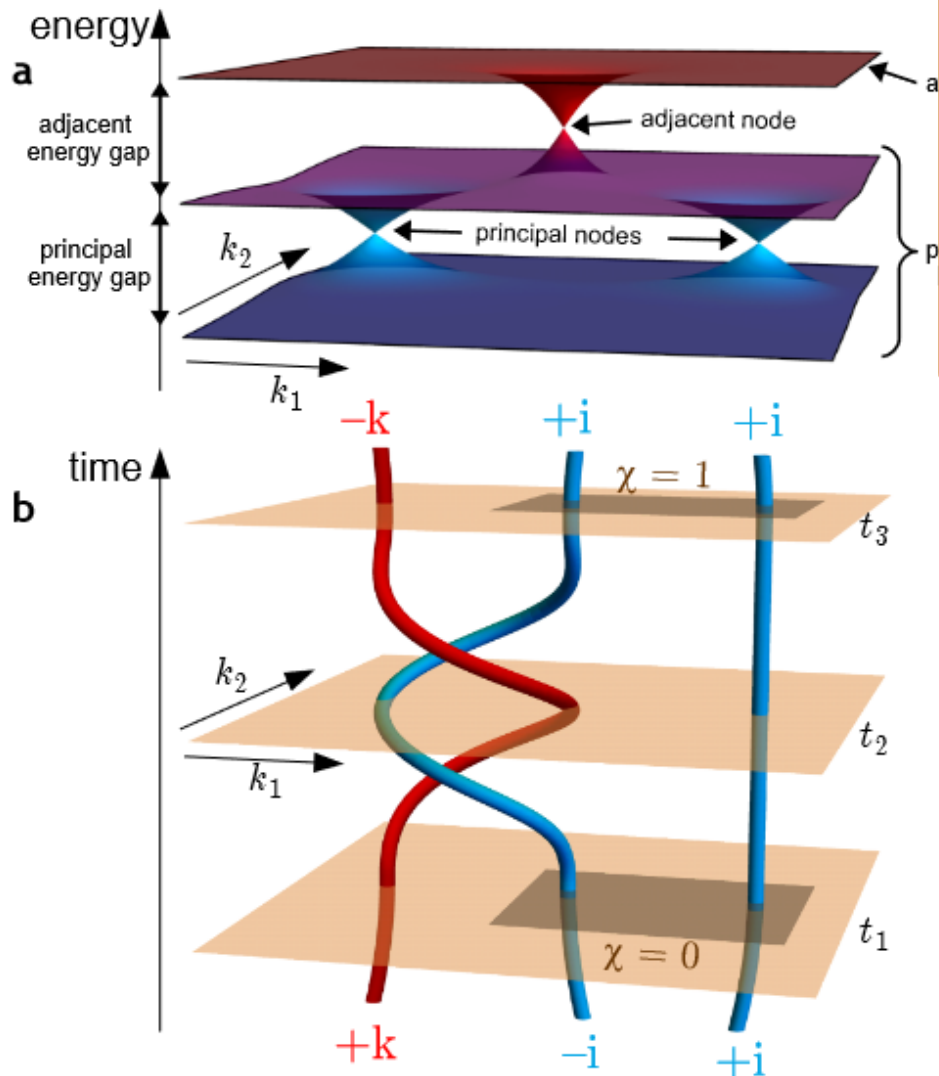 energy
a
a
adjacent
energy gap
adjacent node
principal
energy gap
principal nodes
p
k₂
k₁
–k
+i
+i
time
b
χ = 1
t₃
k₂
k₁
t₂
t₁
χ = 0
+k
–i
+i